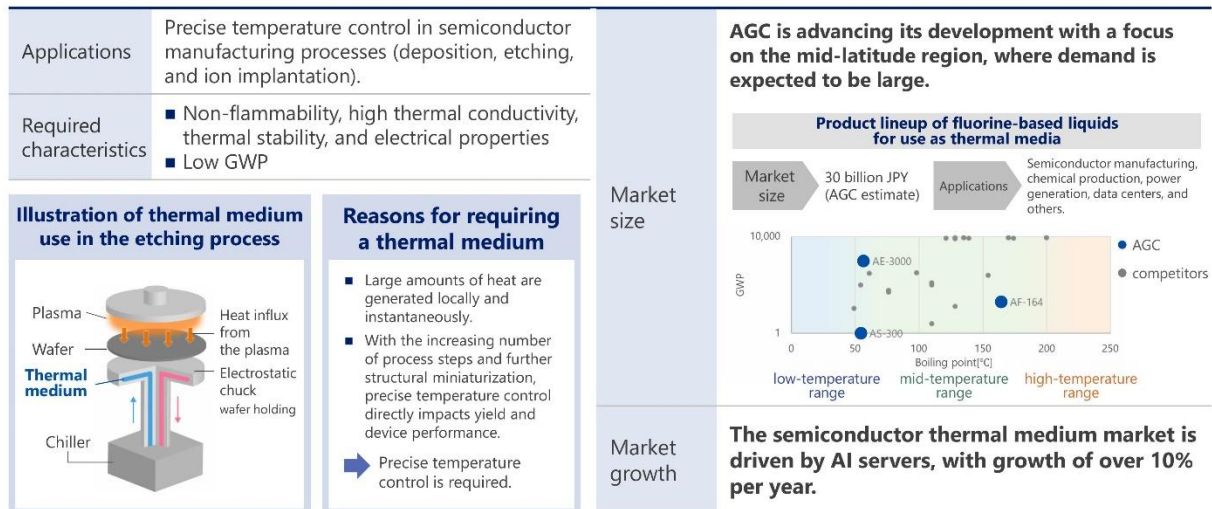 Applications
Precise temperature control in semiconductor
manufacturing processes (deposition, etching,
and ion implantation).
Required
characteristics
■ Non-flammability, high thermal conductivity,
thermal stability, and electrical properties
■ Low GWP
Illustration of thermal medium
use in the etching process
Plasma
Wafer
Thermal
medium
Chiller
Heat influx
from
the plasma
Electrostatic
chuck
wafer holding
Reasons for requiring
a thermal medium
■ Large amounts of heat are
generated locally and
instantaneously.
■ With the increasing number
of process steps and further
structural miniaturization,
precise temperature control
directly impacts yield and
device performance.
Precise temperature
control is required.
Market
size
AGC is advancing its development with a focus
on the mid-latitude region, where demand is
expected to be large.
Product lineup of fluorine-based liquids
for use as thermal media
Market
size
30 billion JPY
(AGC estimate)
Applications
Semiconductor manufacturing,
chemical production, power
generation, data centers, and
others.
10,000
GWP
1
AE-3000
AF-164
AS-300
AGC
competitors
0 50 100 150 200 250
Boiling point[℃]
low-temperature
range
mid-temperature
range
high-temperature
range
Market
growth
The semiconductor thermal medium market is
driven by AI servers, with growth of over 10%
per year.